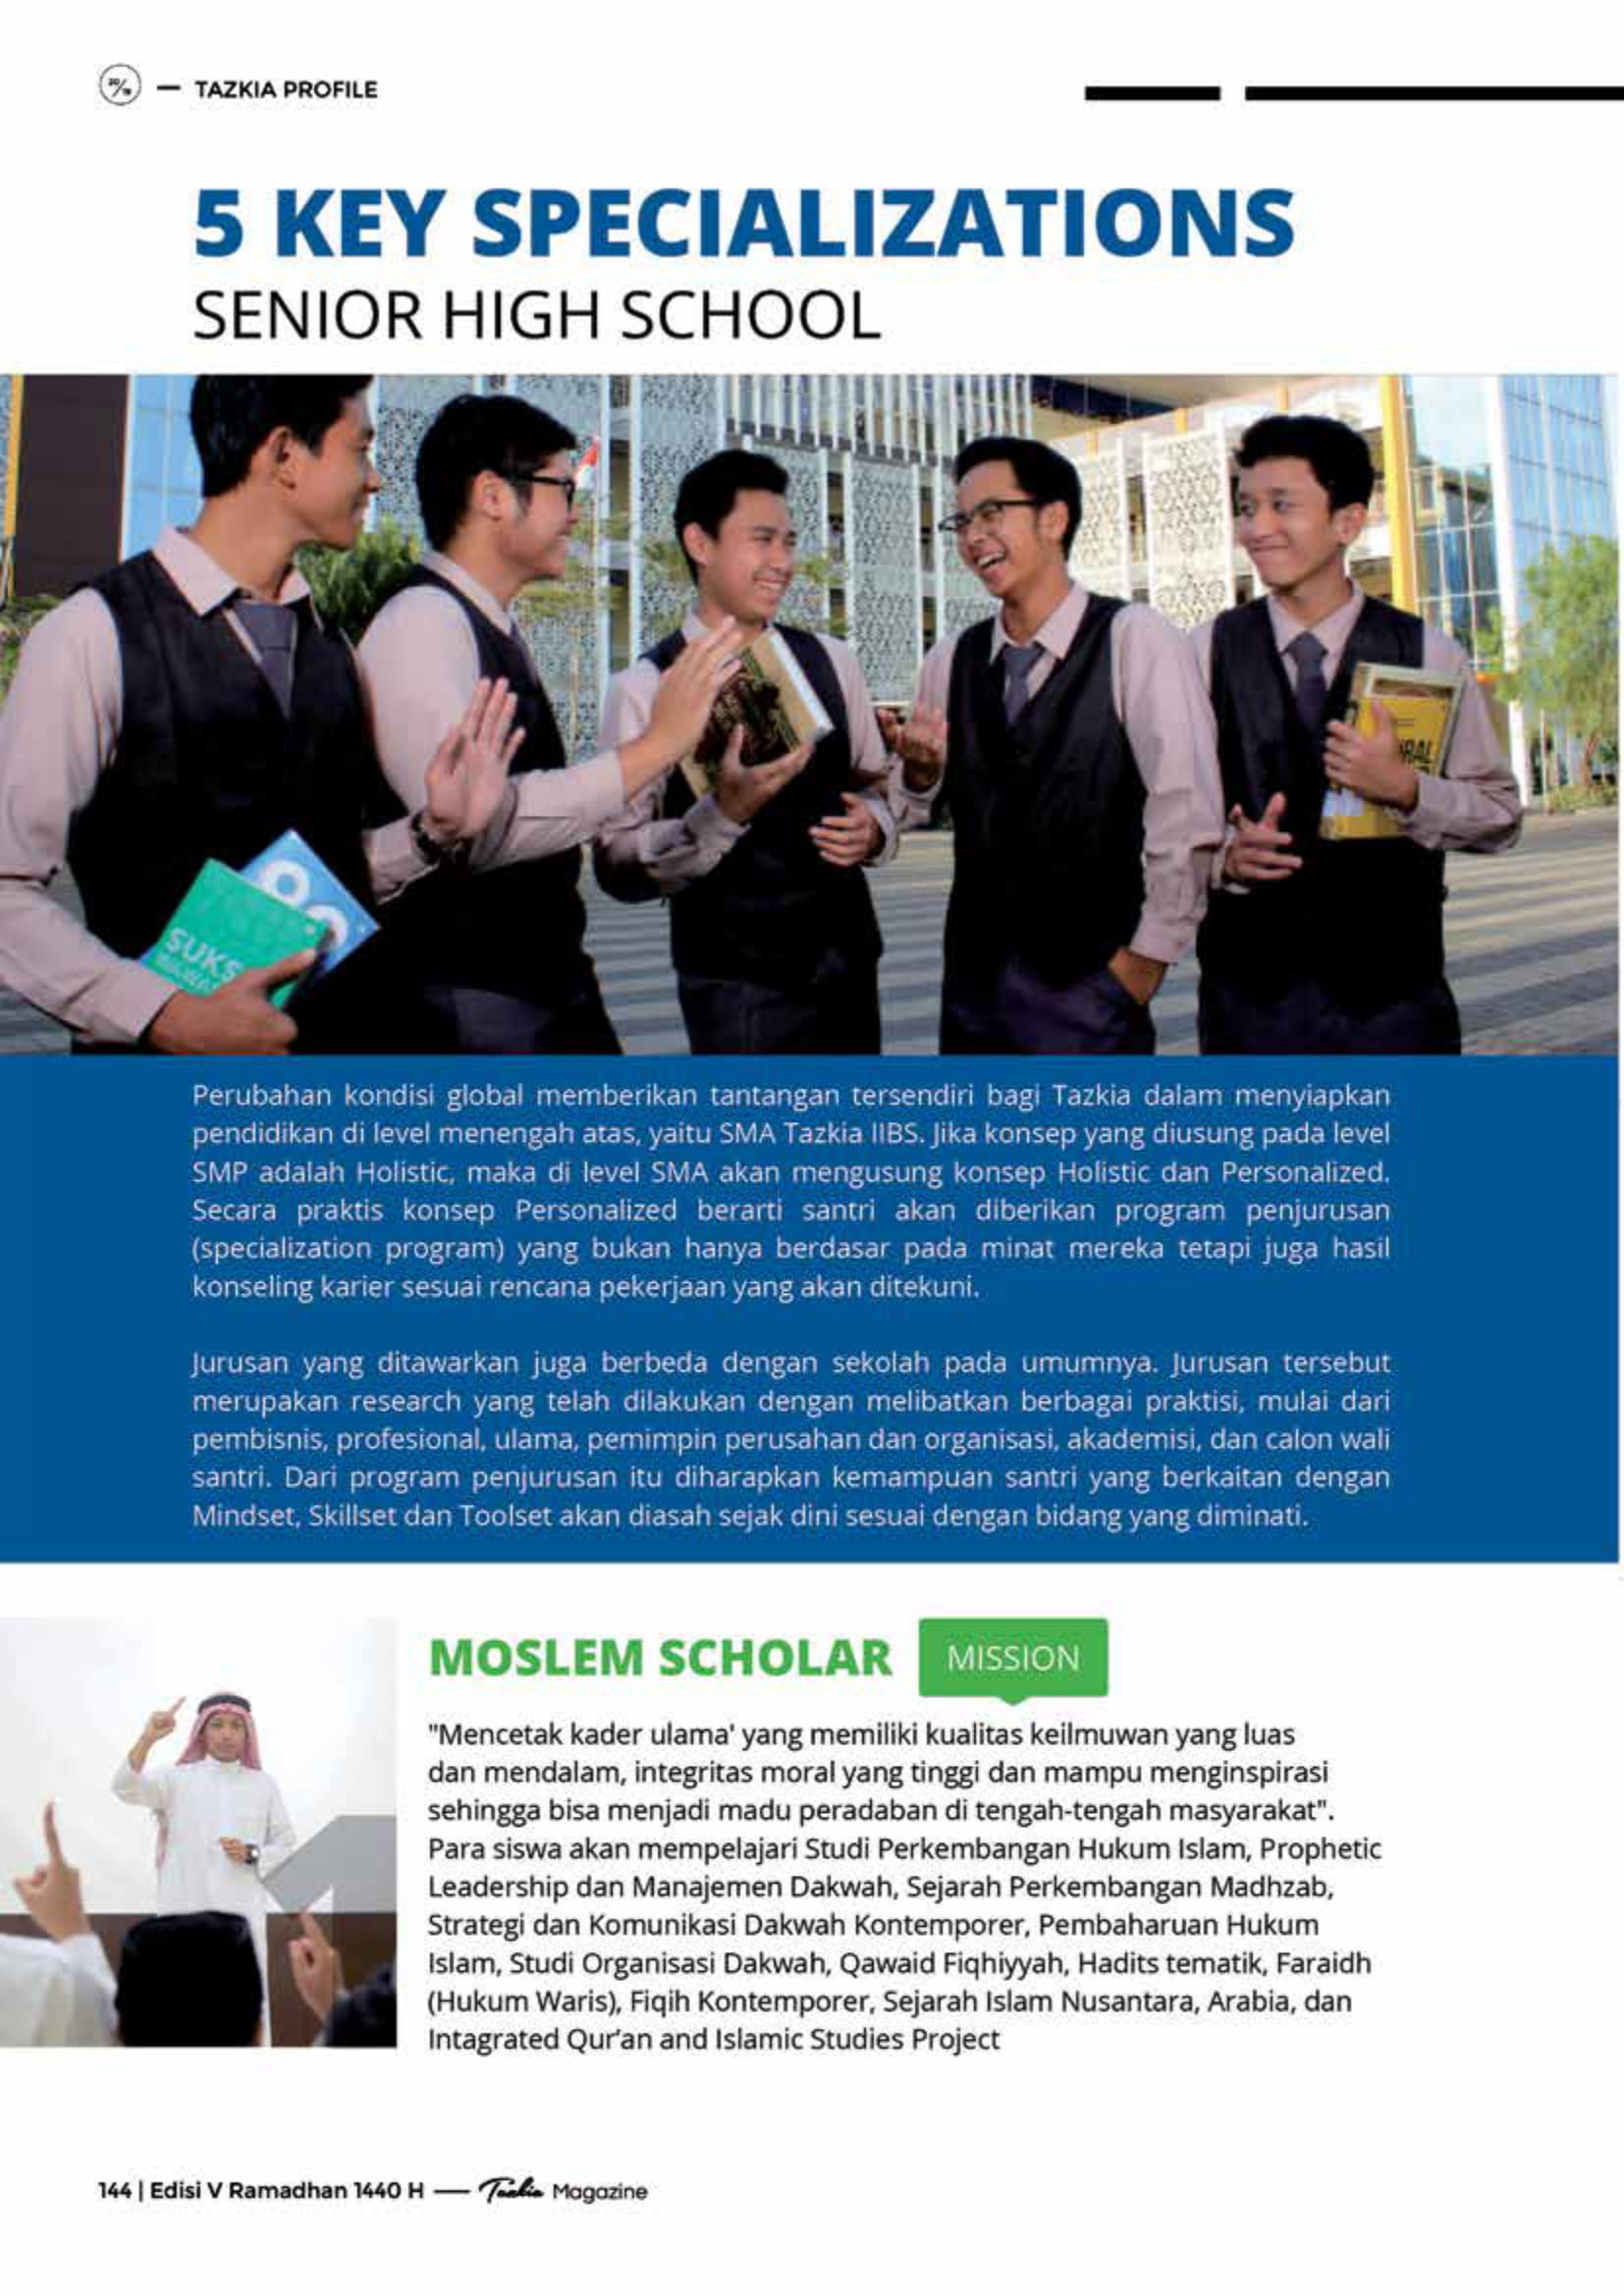 20/19 — TAZKIA PROFILE
5 KEY SPECIALIZATIONS
SENIOR HIGH SCHOOL
SUKS
RAL
Perubahan kondisi global memberikan tantangan tersendiri bagi Tazkia dalam menyiapkan
pendidikan di level menengah atas, yaitu SMA Tazkia IIBS. Jika konsep yang diusung pada level
SMP adalah Holistic, maka di level SMA akan mengusung konsep Holistic dan Personalized.
Secara praktis konsep Personalized berarti santri akan diberikan program penjurusan
(specialization program) yang bukan hanya berdasar pada minat mereka tetapi juga hasil
konseling karier sesuai rencana pekerjaan yang akan ditekuni.
Jurusan yang ditawarkan juga berbeda dengan sekolah pada umumnya. Jurusan tersebut
merupakan research yang telah dilakukan dengan melibatkan berbagai praktisi, mulai dari
pembisnis, profesional, ulama, pemimpin perusahan dan organisasi, akademisi, dan calon wali
santri. Dari program penjurusan itu diharapkan kemampuan santri yang berkaitan dengan
Mindset, Skillset dan Toolset akan diasah sejak dini sesuai dengan bidang yang diminati.
MOSLEM SCHOLAR MISSION
"Mencetak kader ulama' yang memiliki kualitas keilmuwan yang luas
dan mendalam, integritas moral yang tinggi dan mampu menginspirasi
sehingga bisa menjadi madu peradaban di tengah-tengah masyarakat".
Para siswa akan mempelajari Studi Perkembangan Hukum Islam, Prophetic
Leadership dan Manajemen Dakwah, Sejarah Perkembangan Madhzab,
Strategi dan Komunikasi Dakwah Kontemporer, Pembaharuan Hukum
Islam, Studi Organisasi Dakwah, Qawaid Fiqhiyyah, Hadits tematik, Faraidh
(Hukum Waris), Fiqih Kontemporer, Sejarah Islam Nusantara, Arabia, dan
Intagrated Qur'an and Islamic Studies Project
144 | Edisi V Ramadhan 1440 H — Tazkia Magazine